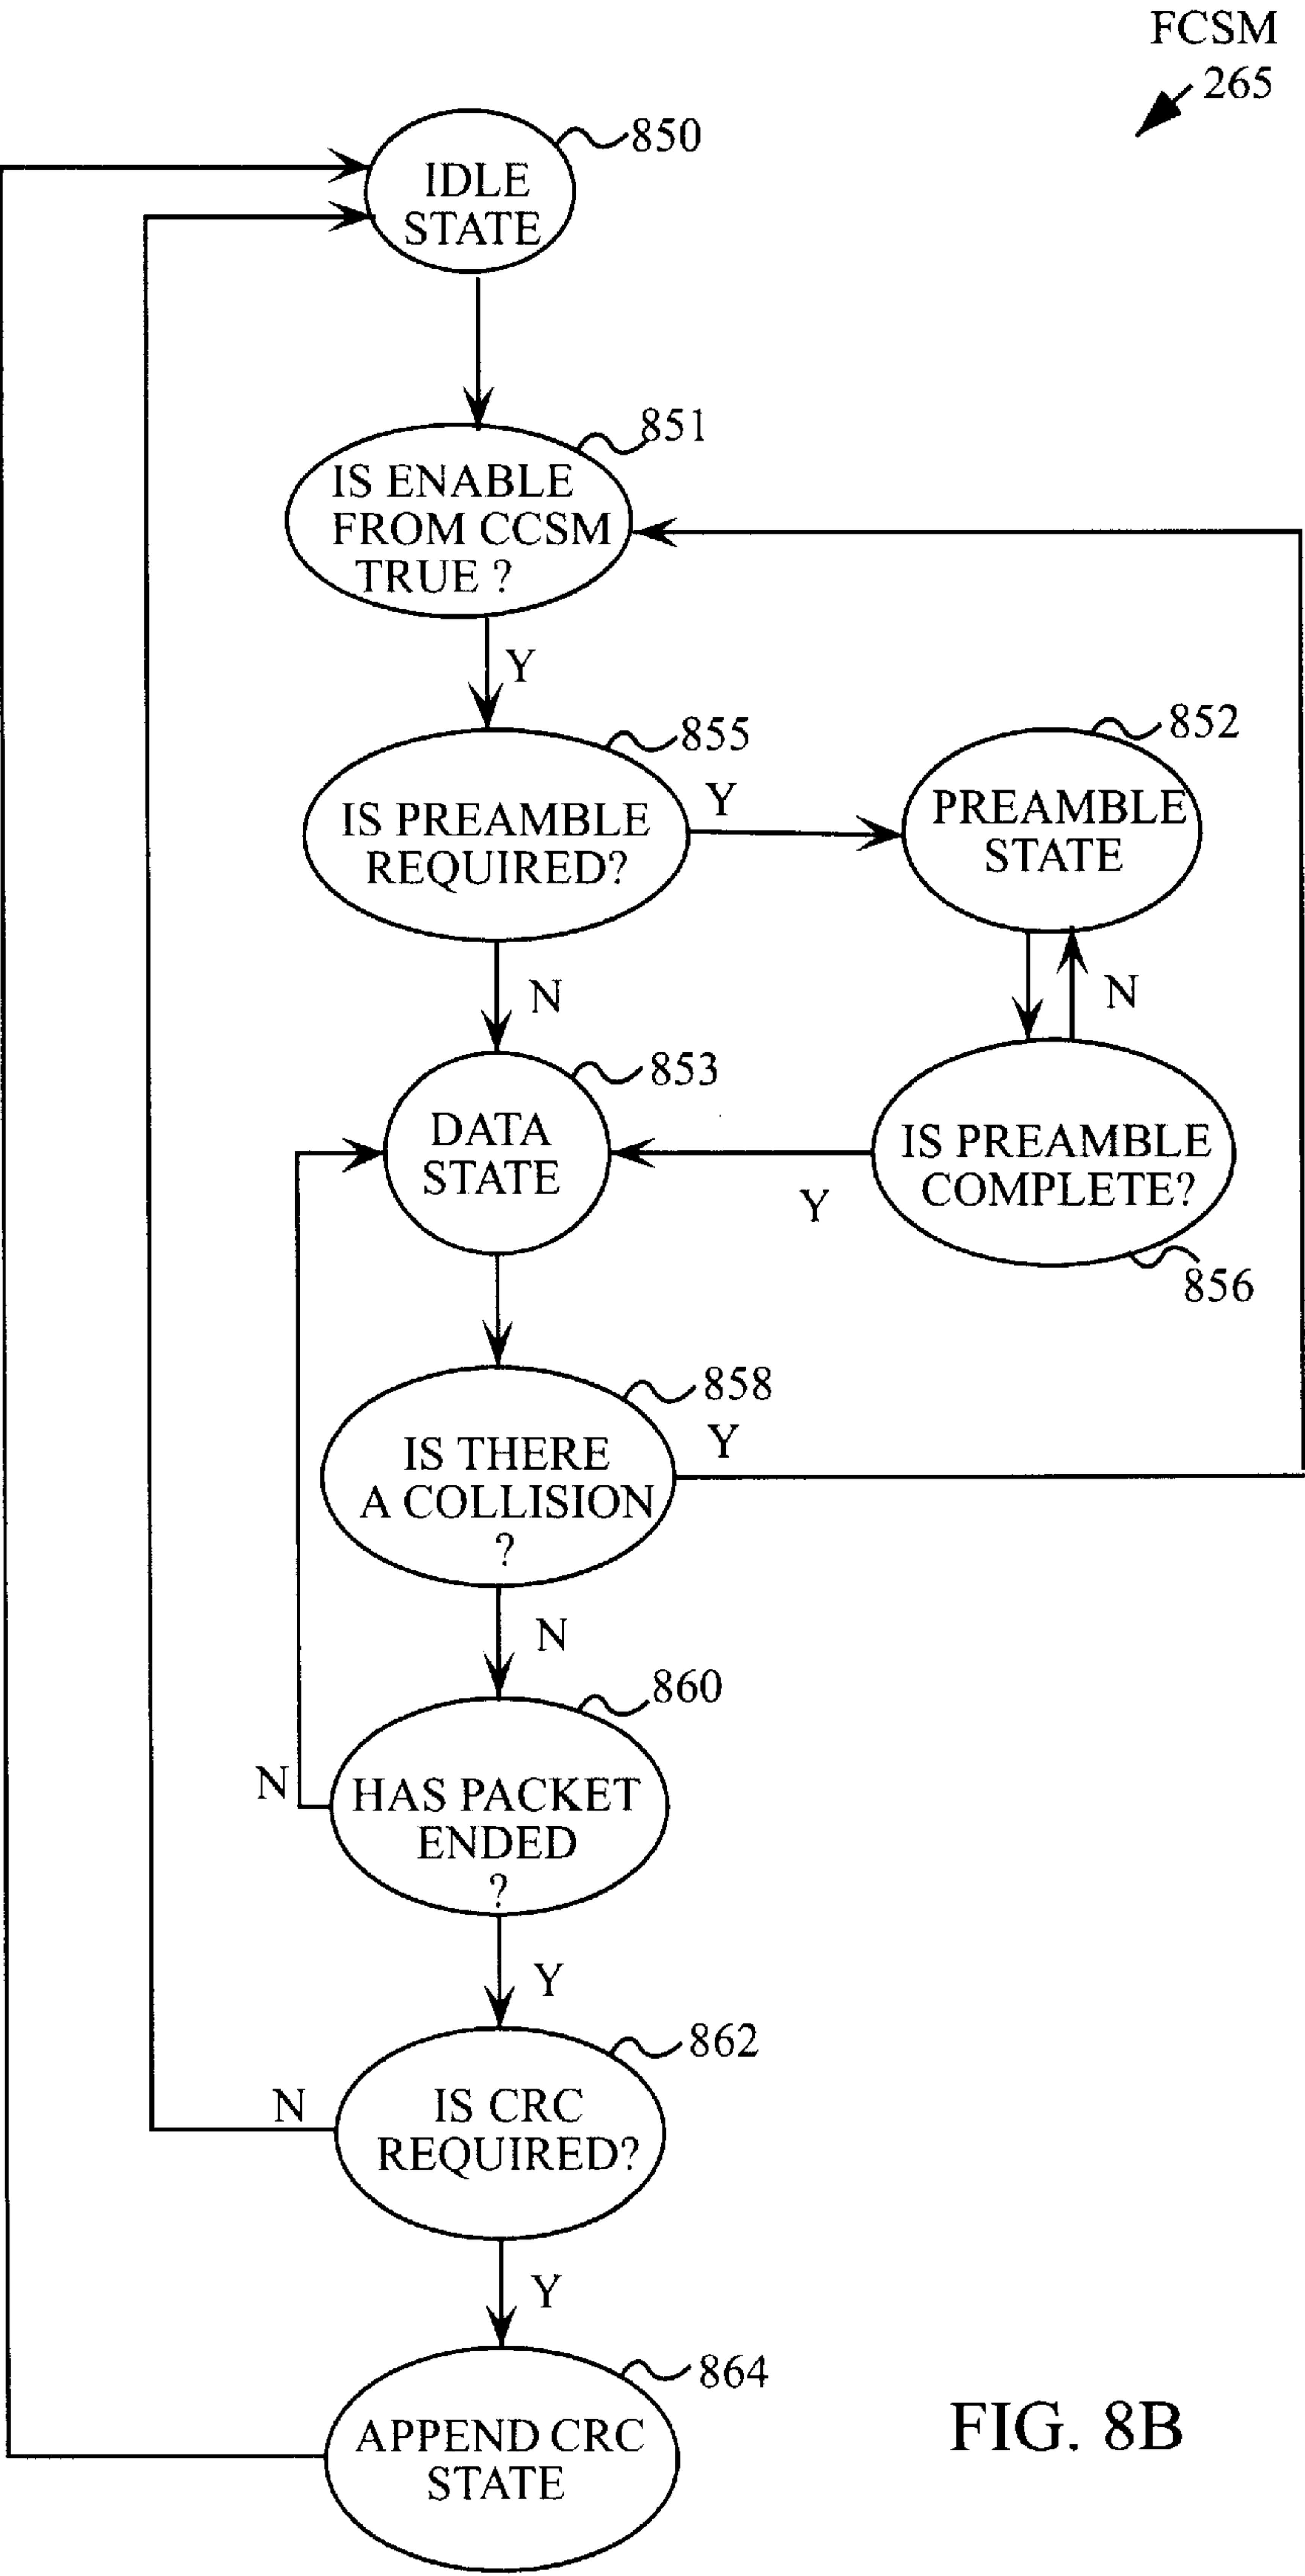 FCSM
265
850
IDLE
STATE
851
IS ENABLE
FROM CCSM
TRUE ?
Y
855
IS PREAMBLE
REQUIRED?
Y
852
PREAMBLE
STATE
N
N
853
DATA
STATE
IS PREAMBLE
COMPLETE?
Y
856
858
IS THERE
A COLLISION
?
Y
N
860
HAS PACKET
ENDED
?
N
Y
862
IS CRC
REQUIRED?
N
Y
864
APPEND CRC
STATE
FIG. 8B